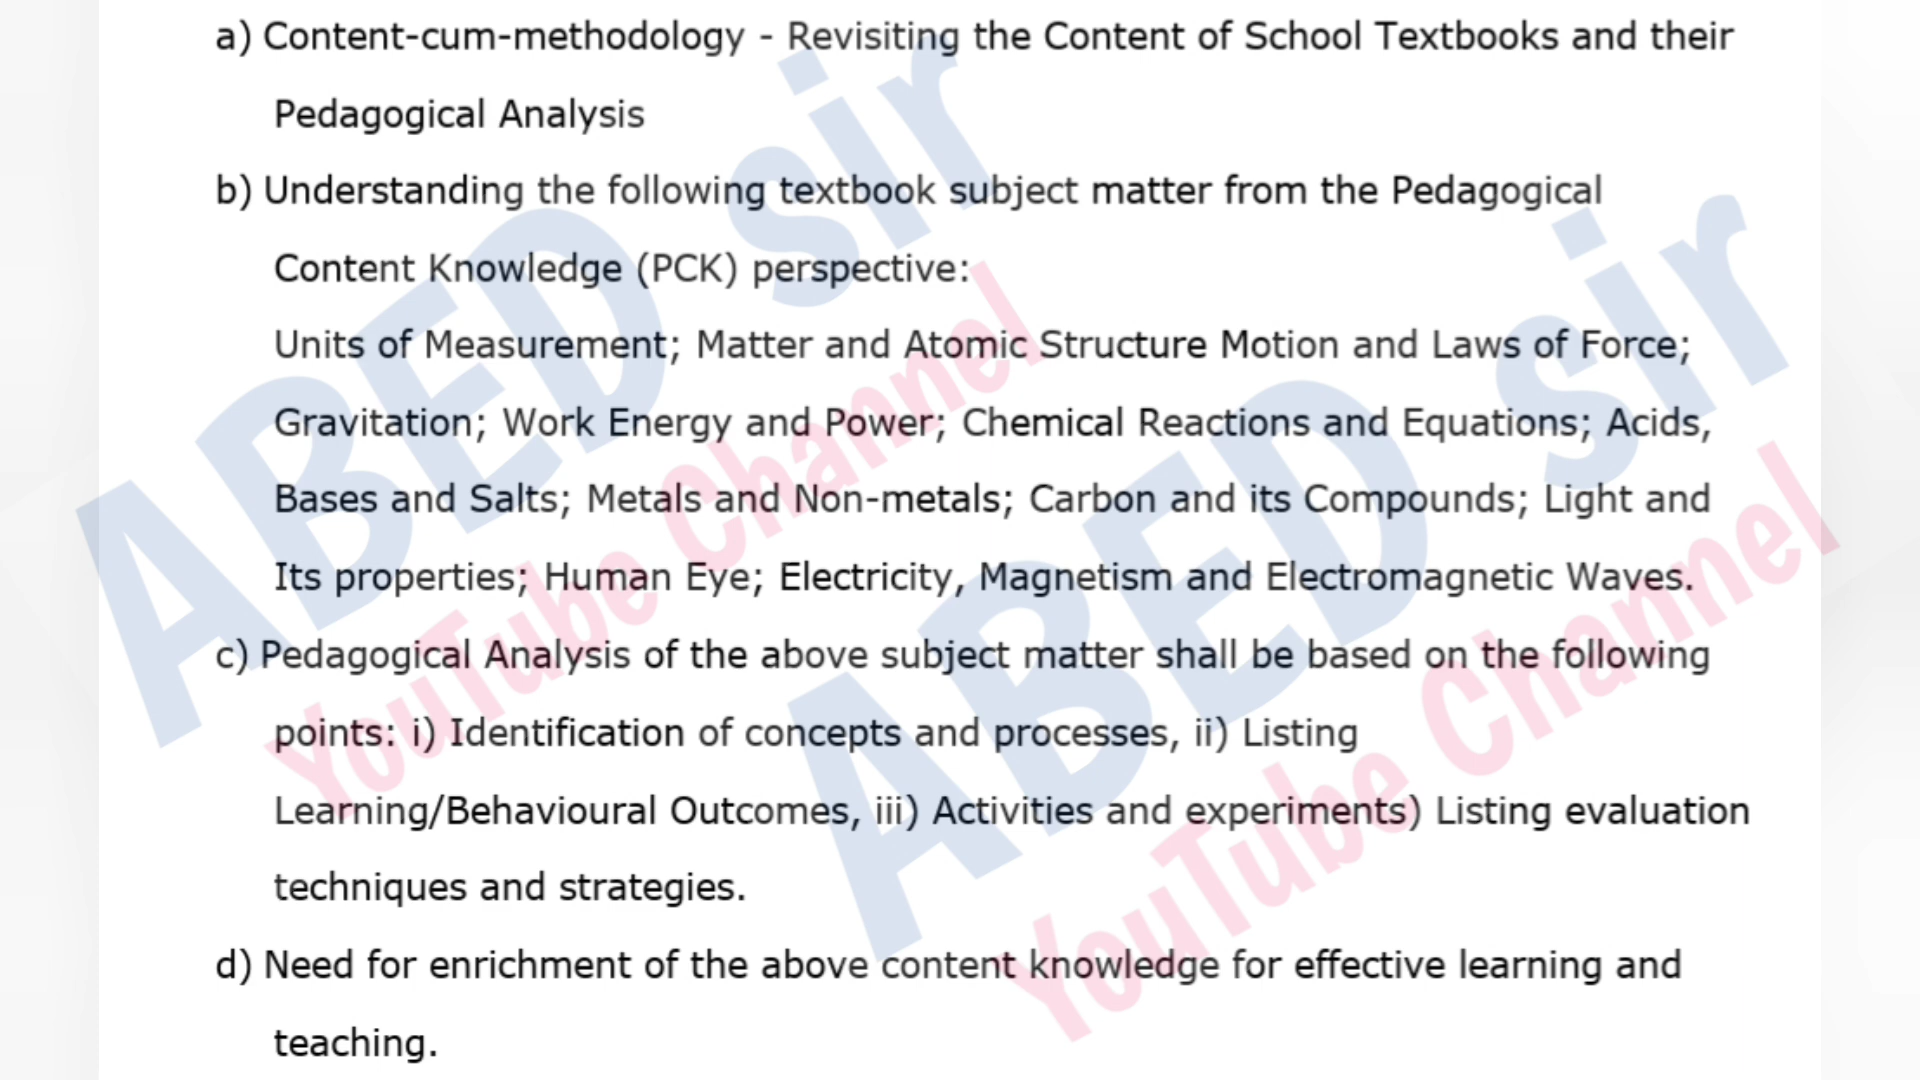 a) Content-cum-methodology - Revisiting the Content of School Textbooks and their
Pedagogical Analysis
b) Understanding the following textbook subject matter from the Pedagogical
Content Knowledge (PCK) perspective:
Units of Measurement; Matter and Atomic Structure Motion and Laws of Force;
Gravitation; Work Energy and Power; Chemical Reactions and Equations; Acids,
Bases and Salts; Metals and Non-metals; Carbon and its Compounds; Light and
Its properties; Human Eye; Electricity, Magnetism and Electromagnetic Waves.
c) Pedagogical Analysis of the above subject matter shall be based on the following
points: i) Identification of concepts and processes, ii) Listing
Learning/Behavioural Outcomes, iii) Activities and experiments) Listing evaluation
techniques and strategies.
d) Need for enrichment of the above content knowledge for effective learning and
teaching.
ABED sir
YouTube Channel
ABED sir
YouTube Channel